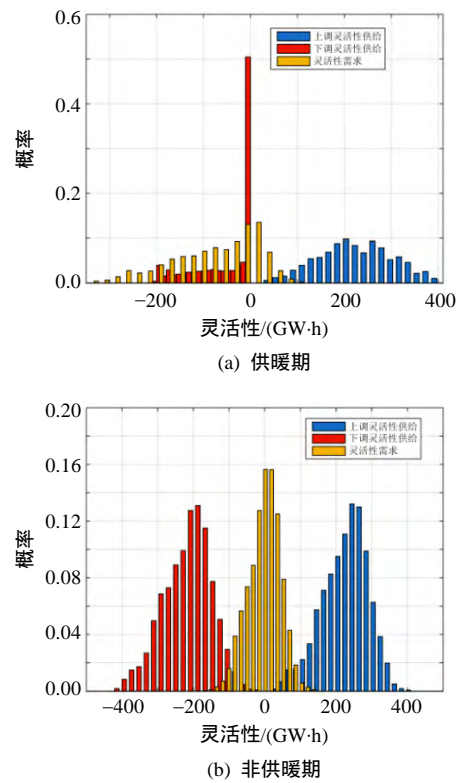 0.6
上调灵活性供给
下调灵活性供给
灵活性需求
0.4
概率
0.2
0.0
−200 0 200 400
灵活性/(GW·h)
(a) 供暖期
0.20
上调灵活性供给
下调灵活性供给
灵活性需求
0.16
0.12
概率
0.08
0.04
0.00
−400 −200 0 200 400
灵活性/(GW·h)
(b) 非供暖期